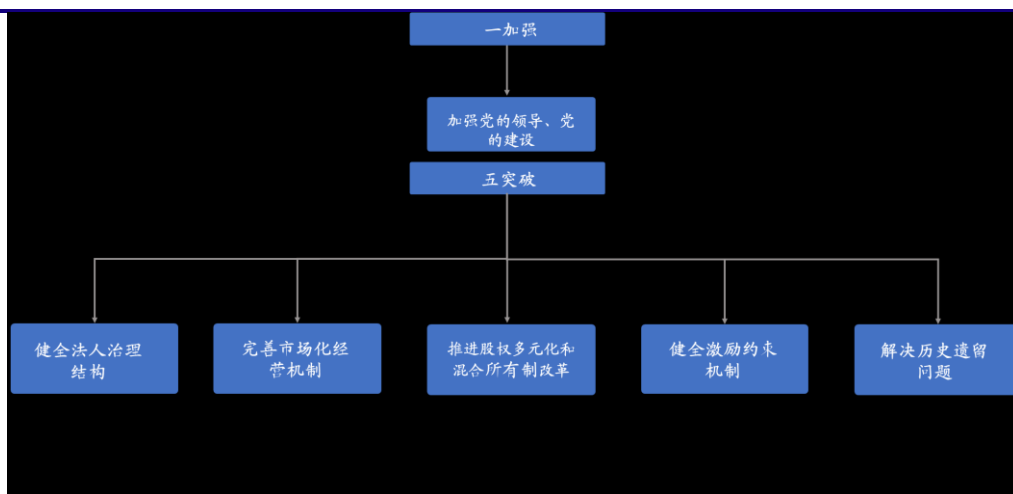 一加强
加强党的领导、党
的建设
五突破
健全法人治理
结构
完善市场化经
营机制
推进股权多元化和
混合所有制改革
健全激励约束
机制
解决历史遗留
问题